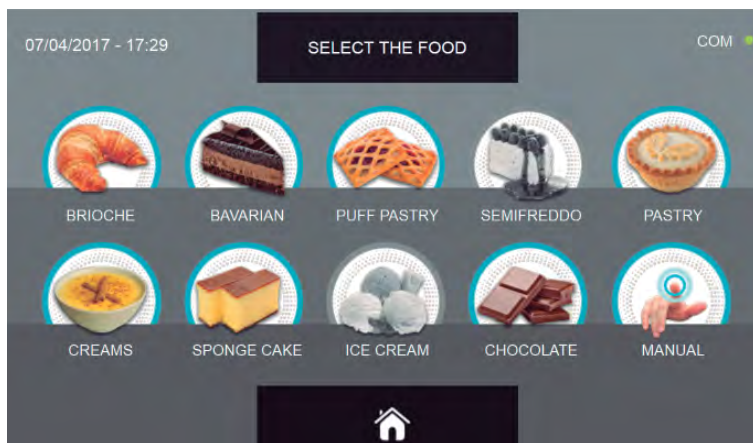 07/04/2017 - 17:29
SELECT THE FOOD
COM
BRIOCHE
BAVARIAN
PUFF PASTRY
SEMIFREDDO
PASTRY
CREAMS
SPONGE CAKE
ICE CREAM
CHOCOLATE
MANUAL